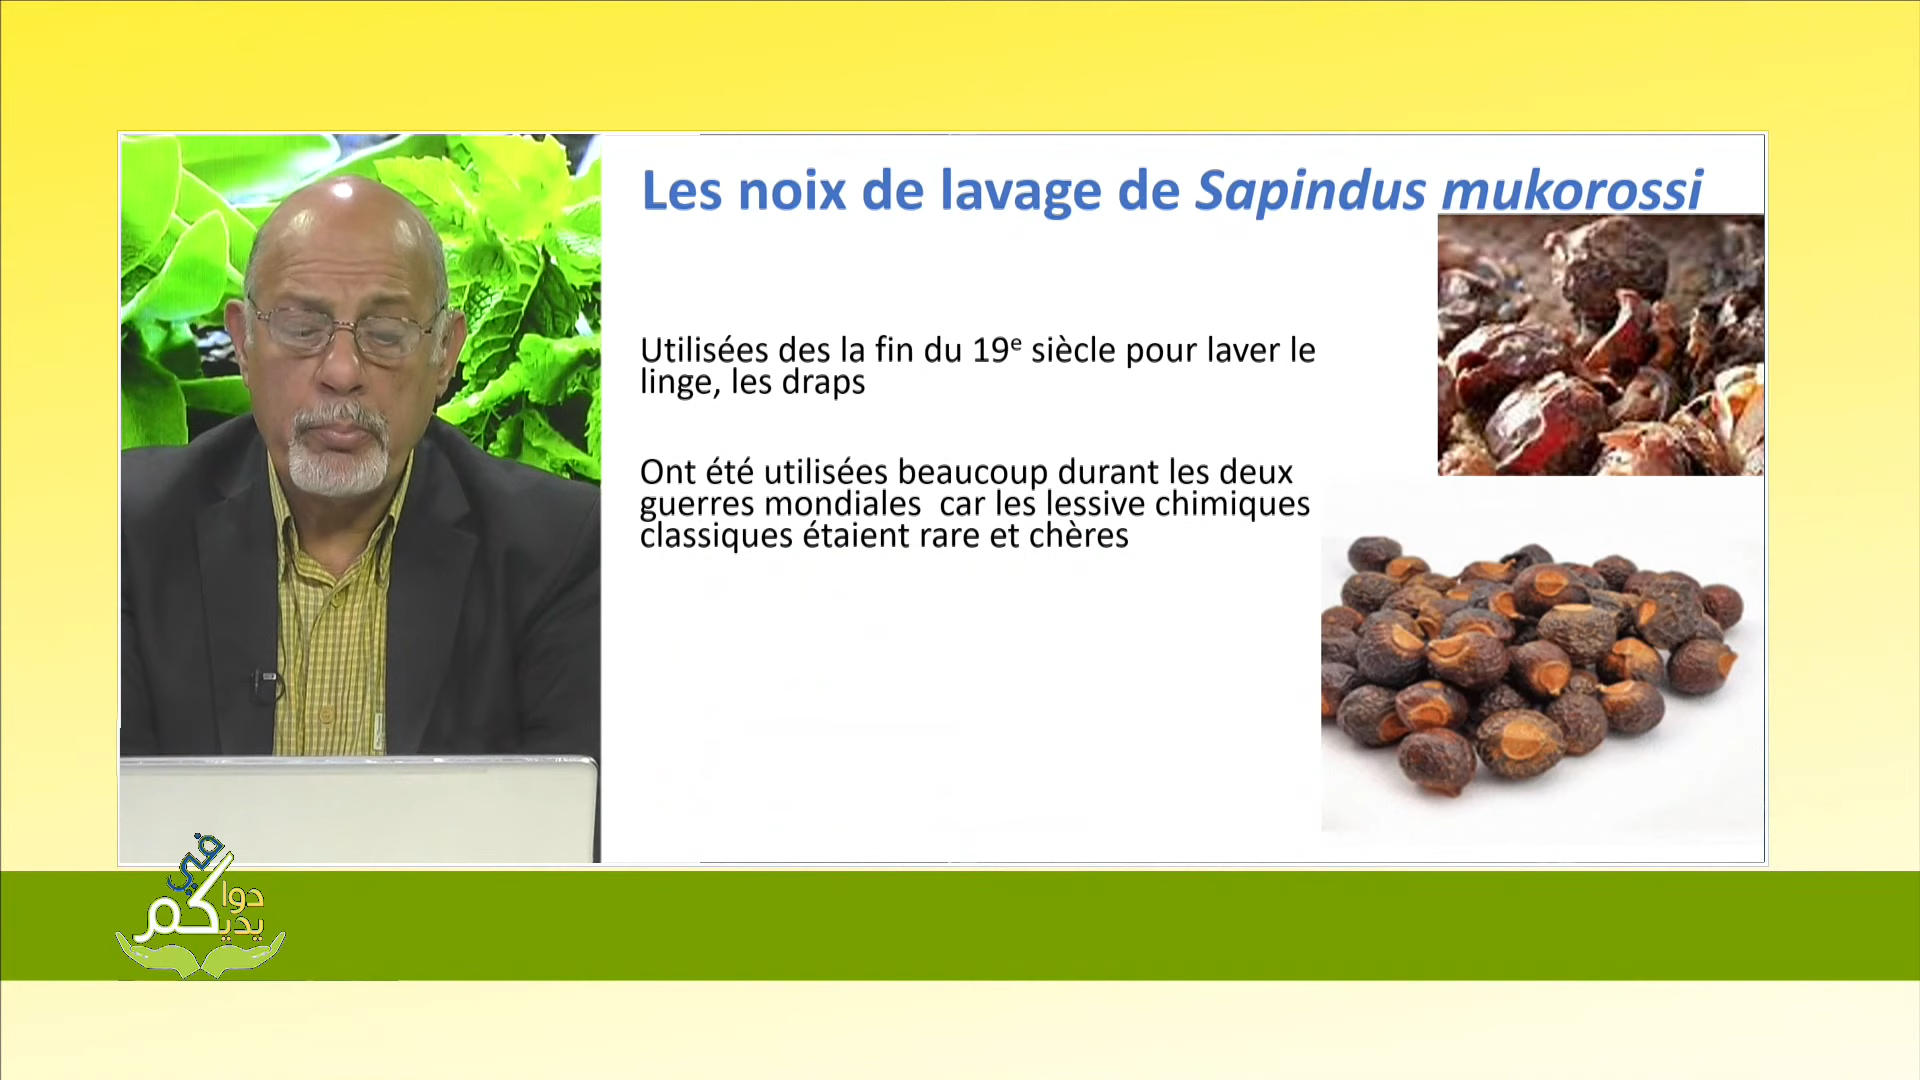 Les noix de lavage de Sapindus mukorossi
Utilisées des la fin du 19e siècle pour laver le
linge, les draps
Ont été utilisées beaucoup durant les deux
guerres mondiales  car les lessive chimiques
classiques étaient rare et chères
دوا في
يديكم